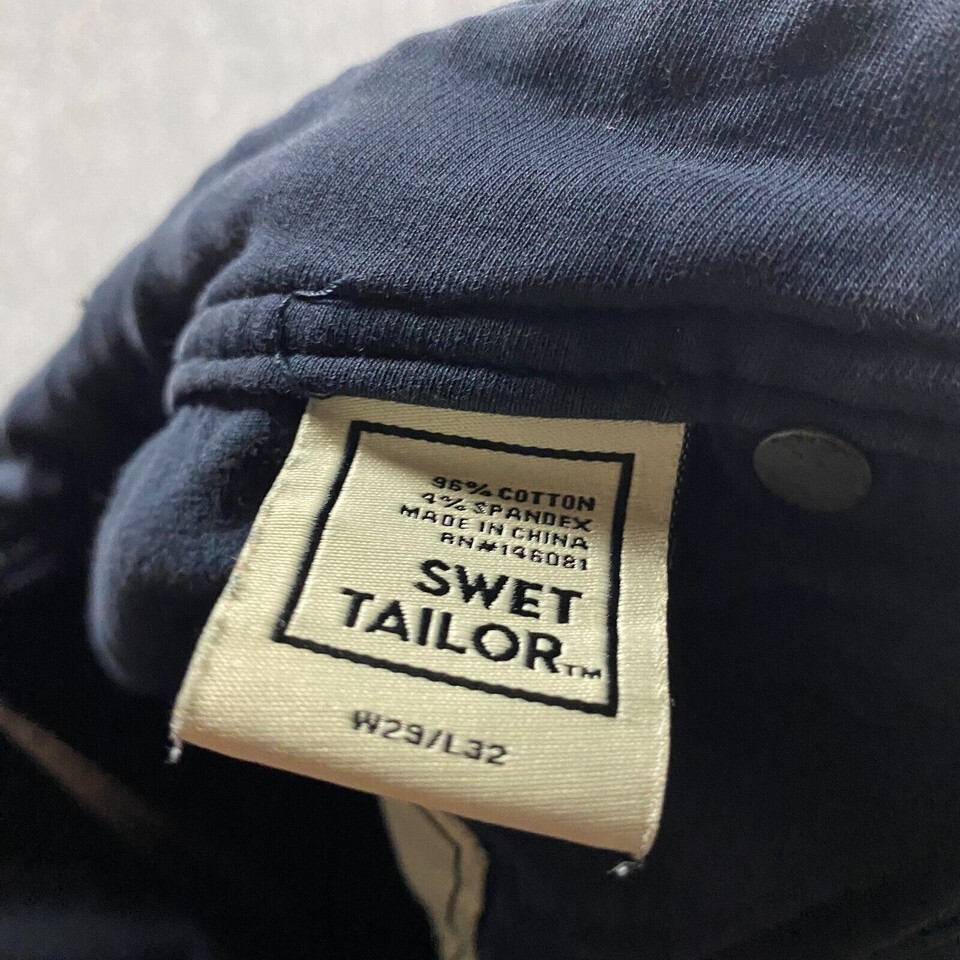 96% COTTON
4% SPANDEX
MADE IN CHINA
RN#146081
SWET
TAILOR™
W29/L32